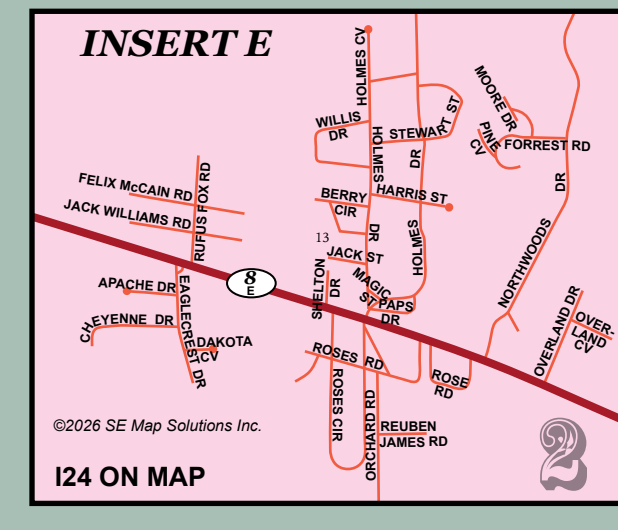 INSERT E
HOLMES CV
MOORE DR
WILLIS
DR
STEWART ST
PINE
CV
FORREST RD
HOLMES
DR
DR
FELIX McCAIN RD
RUFUS FOX RD
BERRY
CIR
HARRIS ST
JACK WILLIAMS RD
13
DR
HOLMES
JACK ST
NORTHWOODS
8
E
SHELTON
DR
MAGIC
ST
PAPS
DR
APACHE DR
EAGLECREST DR
CHEYENNE DR
DAKOTA
CV
OVERLAND DR
OVER-
LAND
CV
ROSES RD
ROSE
RD
ROSES CIR
ORCHARD RD
REUBEN
JAMES RD
©2026 SE Map Solutions Inc.
I24 ON MAP
2